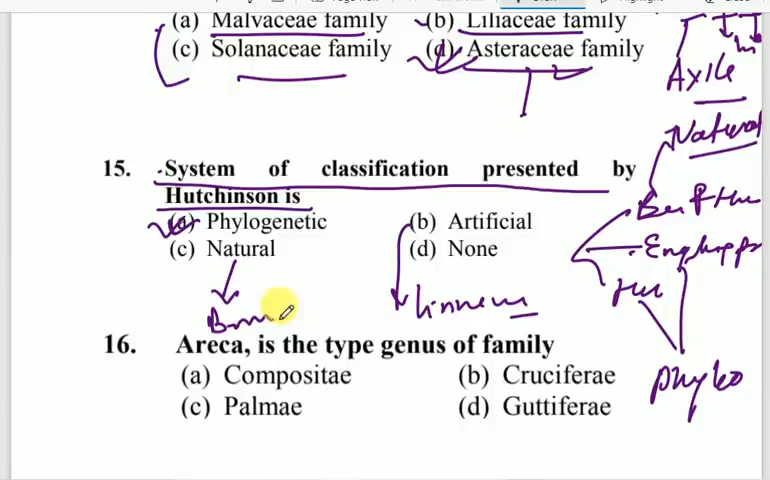 (a) Malvaceae family (b) Liliaceae family
(c) Solanaceae family (d) Asteraceae family
Axile
Natural
15. System of classification presented by
Hutchinson is
(a) Phylogenetic (b) Artificial
(c) Natural (d) None
Linneus
16. Areca, is the type genus of family
(a) Compositae (b) Cruciferae
(c) Palmae (d) Guttiferae
Phylo